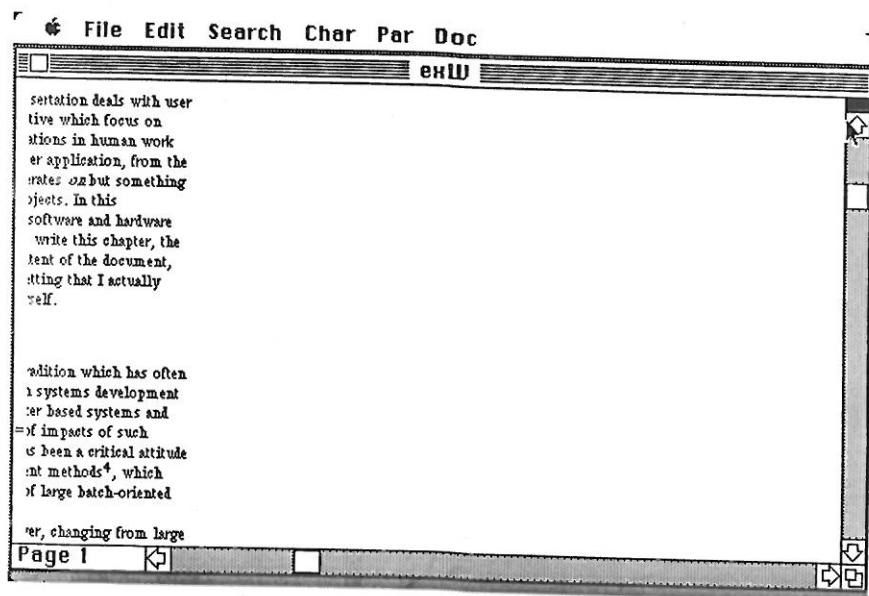 File Edit Search Char Par Doc
exW
sertation deals with user
tive which focus on
ations in human work
er application, from the
rates on but something
jects. In this
software and hardware
write this chapter, the
tent of the document,
tting that I actually
self.
adition which has often
n systems development
ter based systems and
=of impacts of such
s been a critical attitude
ent methods⁴, which
of large batch-oriented
er, changing from large
Page 1